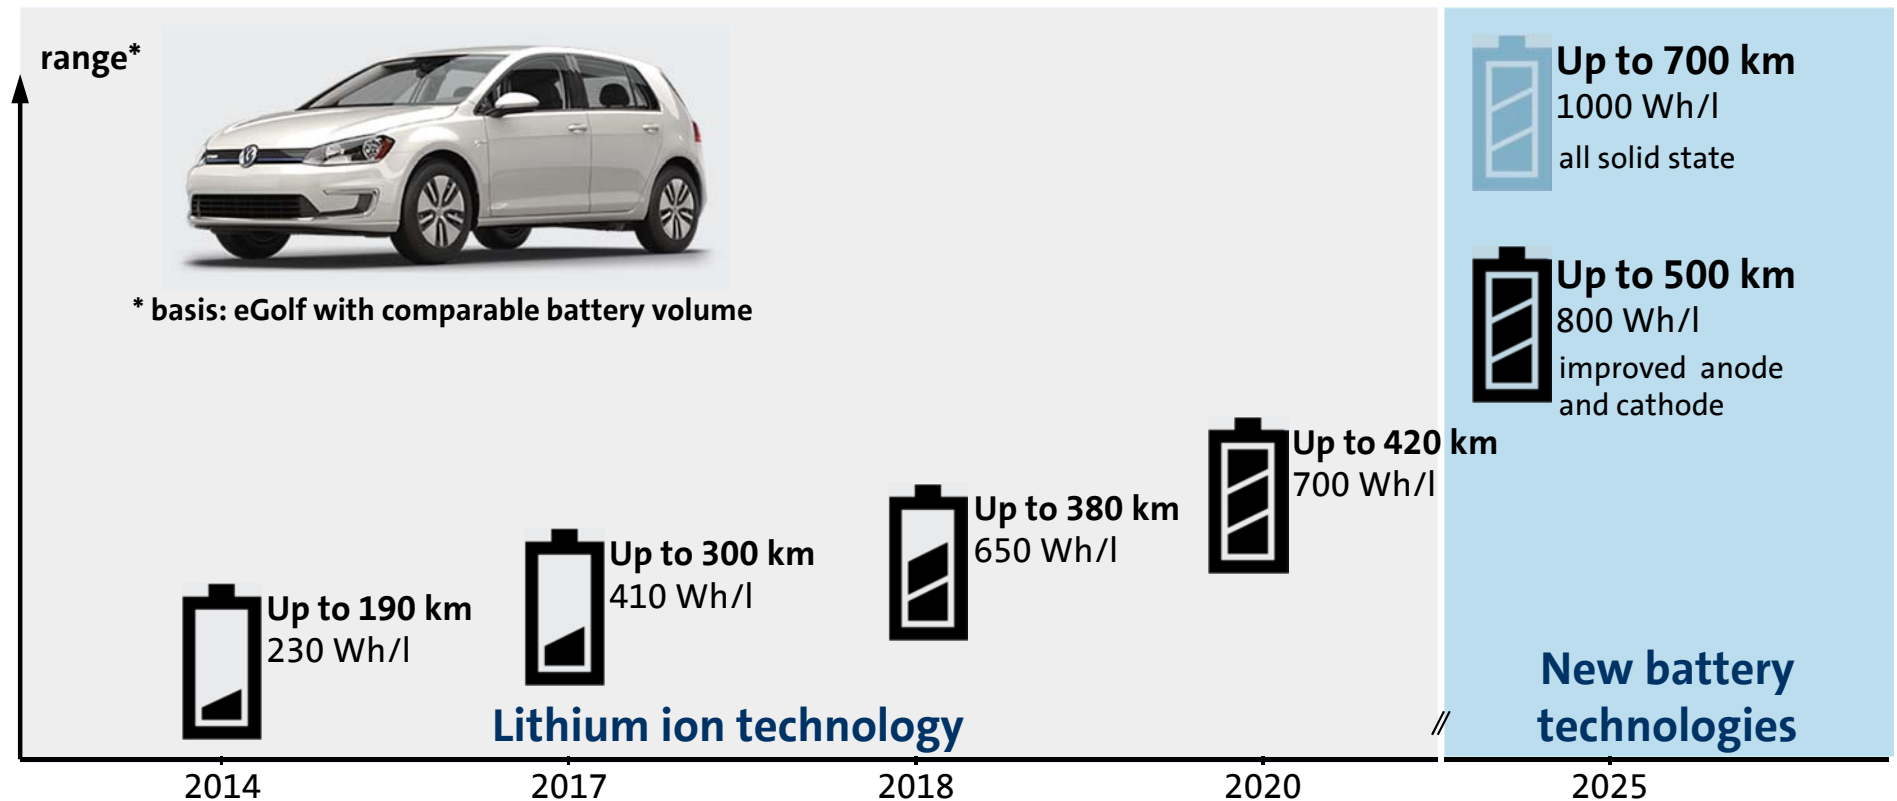 range*
* basis: eGolf with comparable battery volume
Up to 190 km
230 Wh/l
Up to 300 km
410 Wh/l
Up to 380 km
650 Wh/l
Up to 420 km
700 Wh/l
Up to 700 km
1000 Wh/l
all solid state
Up to 500 km
800 Wh/l
improved anode
and cathode
Lithium ion technology
New battery
technologies
//
2014
2017
2018
2020
2025